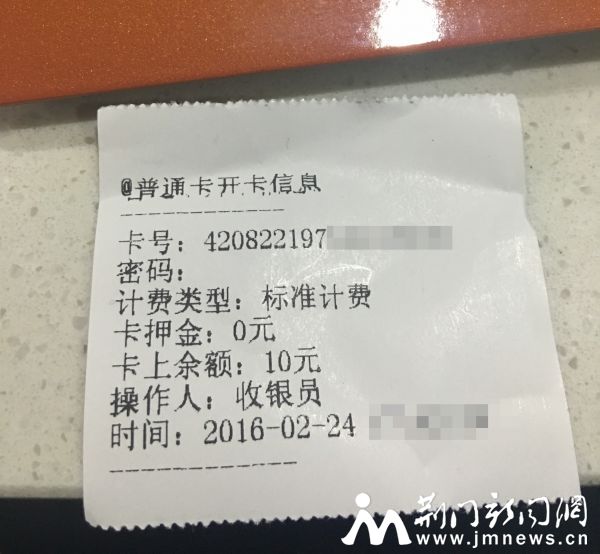 @普通卡开卡信息
------------
卡号：420822197
密码：
计费类型：标准计费
卡押金：0元
卡上余额：10元
操作人：收银员
时间：2016-02-24
------------
荆门新闻网
www.jmnews.cn